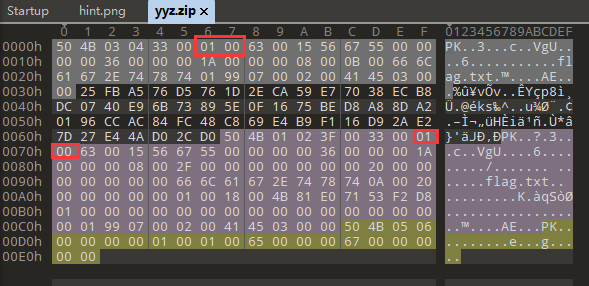 Startup hint.png yyz.zip ×
0 1 2 3 4 5 6 7 8 9 A B C D E F 0123456789ABCDEF
0000h 50 4B 03 04 33 00 01 00 63 00 15 56 67 55 00 00 PK..3...c..VgU..
0010h 00 00 36 00 00 00 1A 00 00 00 08 00 0B 00 66 6C ..6...........fl
0020h 61 67 2E 74 78 74 01 99 07 00 02 00 41 45 03 00 ag.txt.™....AE..
0030h 00 25 FB A5 76 D5 76 1D 2E CA 59 E7 70 38 EC B8 .%û¥vÕv..ÊYçp8ì¸
0040h DC 07 40 E9 6B 73 89 5E 0F 16 75 BE D8 A8 8D A2 Ü.@éks‰^..u¾Ø¨.¢
0050h 01 96 CC AC 84 FC 48 C8 69 E4 B9 F1 16 D9 2A E2 .–Ì¬„üHÈiä¹ñ.Ù*â
0060h 7D 27 E4 4A D0 2C D0 50 4B 01 02 3F 00 33 00 01 }'äJÐ,ÐPK..?.3..
0070h 00 63 00 15 56 67 55 00 00 00 00 36 00 00 00 1A .c..VgU....6....
0080h 00 00 00 08 00 2F 00 00 00 00 00 00 00 20 00 00 ...../....... ..
0090h 00 00 00 00 00 66 6C 61 67 2E 74 78 74 0A 00 20 .....flag.txt.. 
00A0h 00 00 00 00 00 01 00 18 00 4B 81 E0 71 53 F2 D8 .........K.àqSòØ
00B0h 01 00 00 00 00 00 00 00 00 00 00 00 00 00 00 00 ................
00C0h 00 01 99 07 00 02 00 41 45 03 00 00 50 4B 05 06 ..™....AE...PK..
00D0h 00 00 00 00 01 00 01 00 65 00 00 00 67 00 00 00 ........e...g...
00E0h 00 00 ..